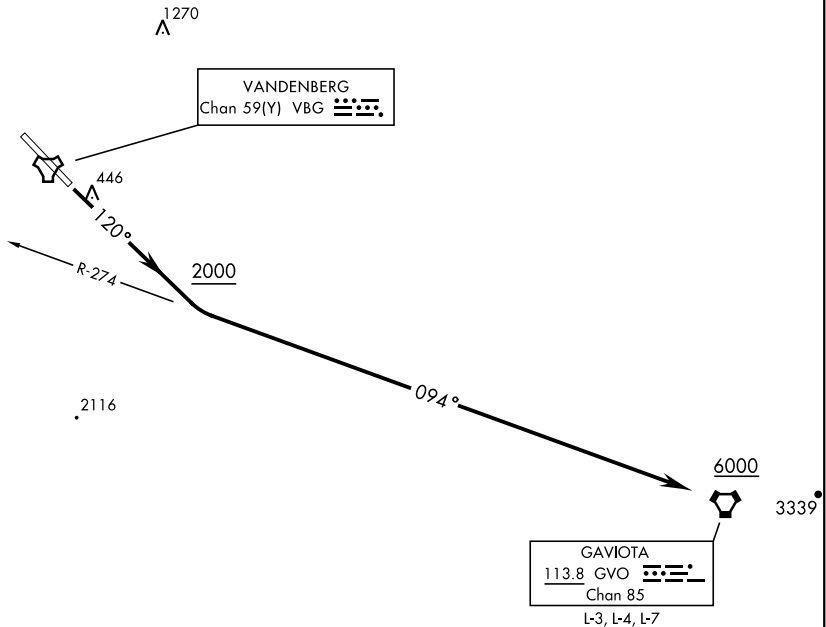 1270
VANDENBERG
Chan 59(Y) VBG
446
120°
R-274
2000
094°
2116
6000
3339
GAVIOTA
113.8 GVO
Chan 85
L-3, L-4, L-7